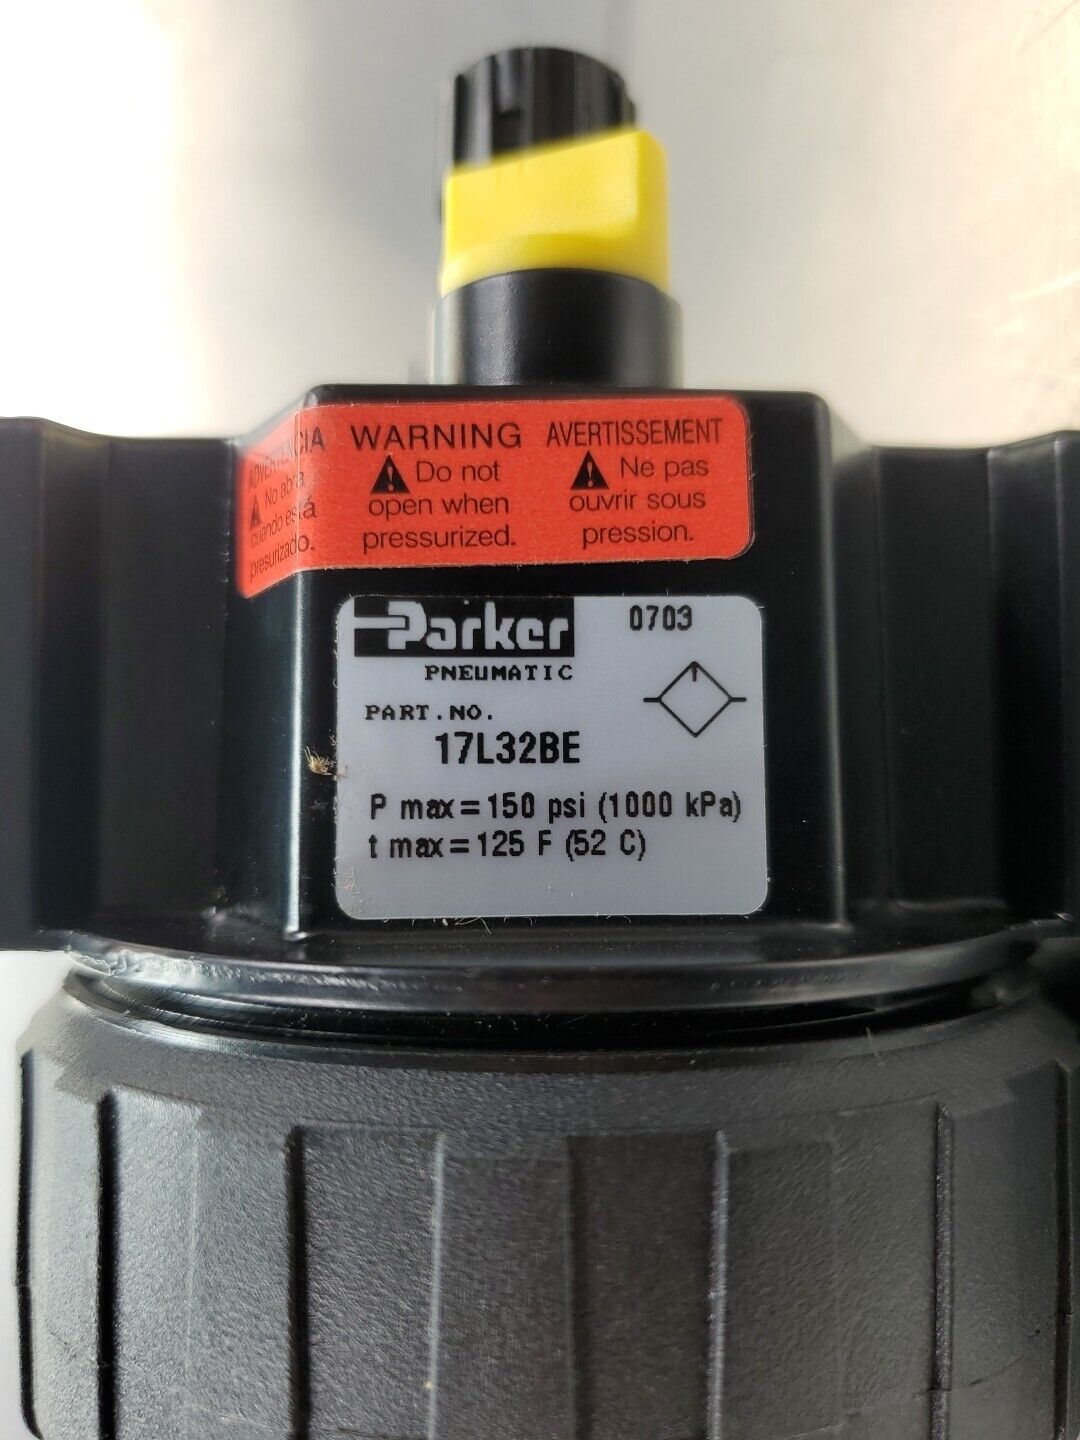 ADVERTENCIA
No abra
cuando está
presurizado.
WARNING
Do not
open when
pressurized.
AVERTISSEMENT
Ne pas
ouvrir sous
pression.
Parker
PNEUMATIC
0703
PART.NO.
17L32BE
P max=150 psi (1000 kPa)
t max=125 F (52 C)